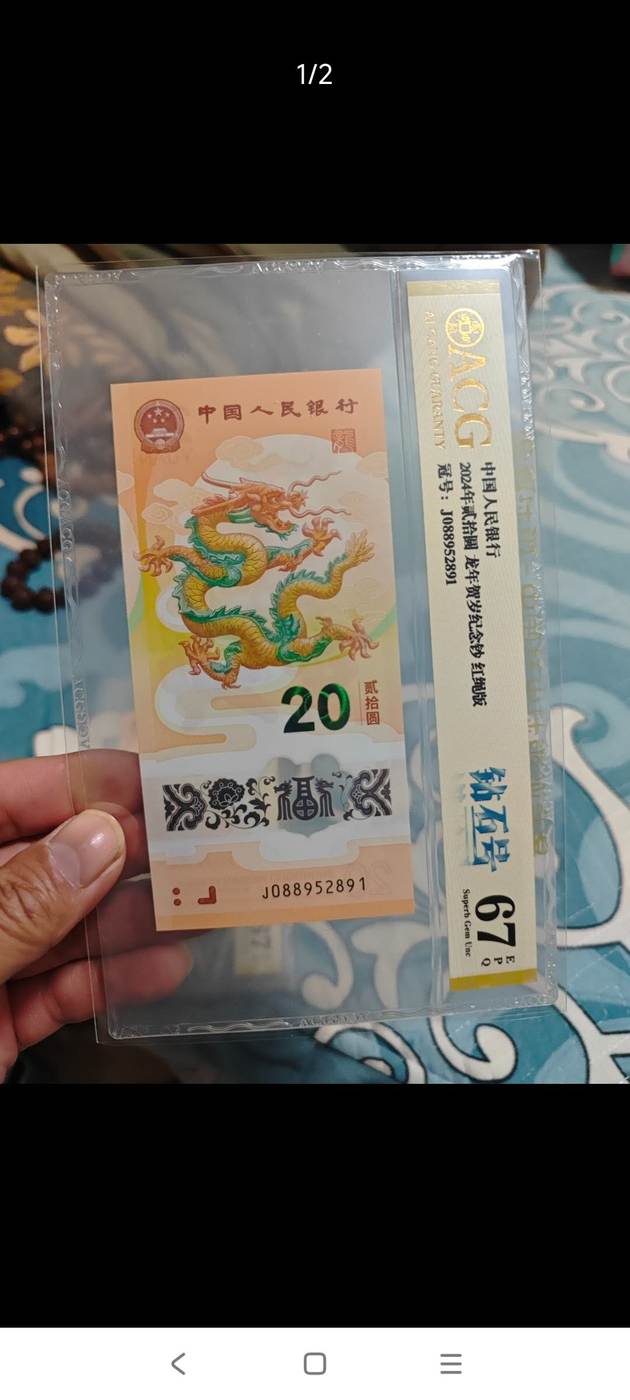 1/2
中国人民银行
20
贰拾圆
福
J088952891
ACG
中国人民银行
2024年贰拾圆 龙年贺岁纪念钞 红绳版
冠号：J088952891
钻石号
67
EPQ
Superb Gem Unc